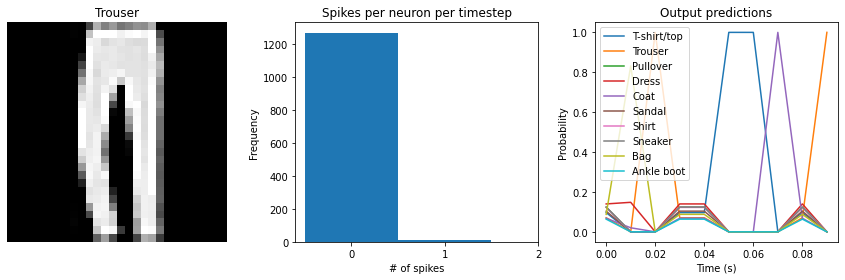 Trouser
Spikes per neuron per timestep
1200
1000
800
600
400
200
0
Frequency
0 1 2
# of spikes
Output predictions
1.0
0.8
0.6
0.4
0.2
0.0
Probability
T-shirt/top
Trouser
Pullover
Dress
Coat
Sandal
Shirt
Sneaker
Bag
Ankle boot
0.00 0.02 0.04 0.06 0.08
Time (s)